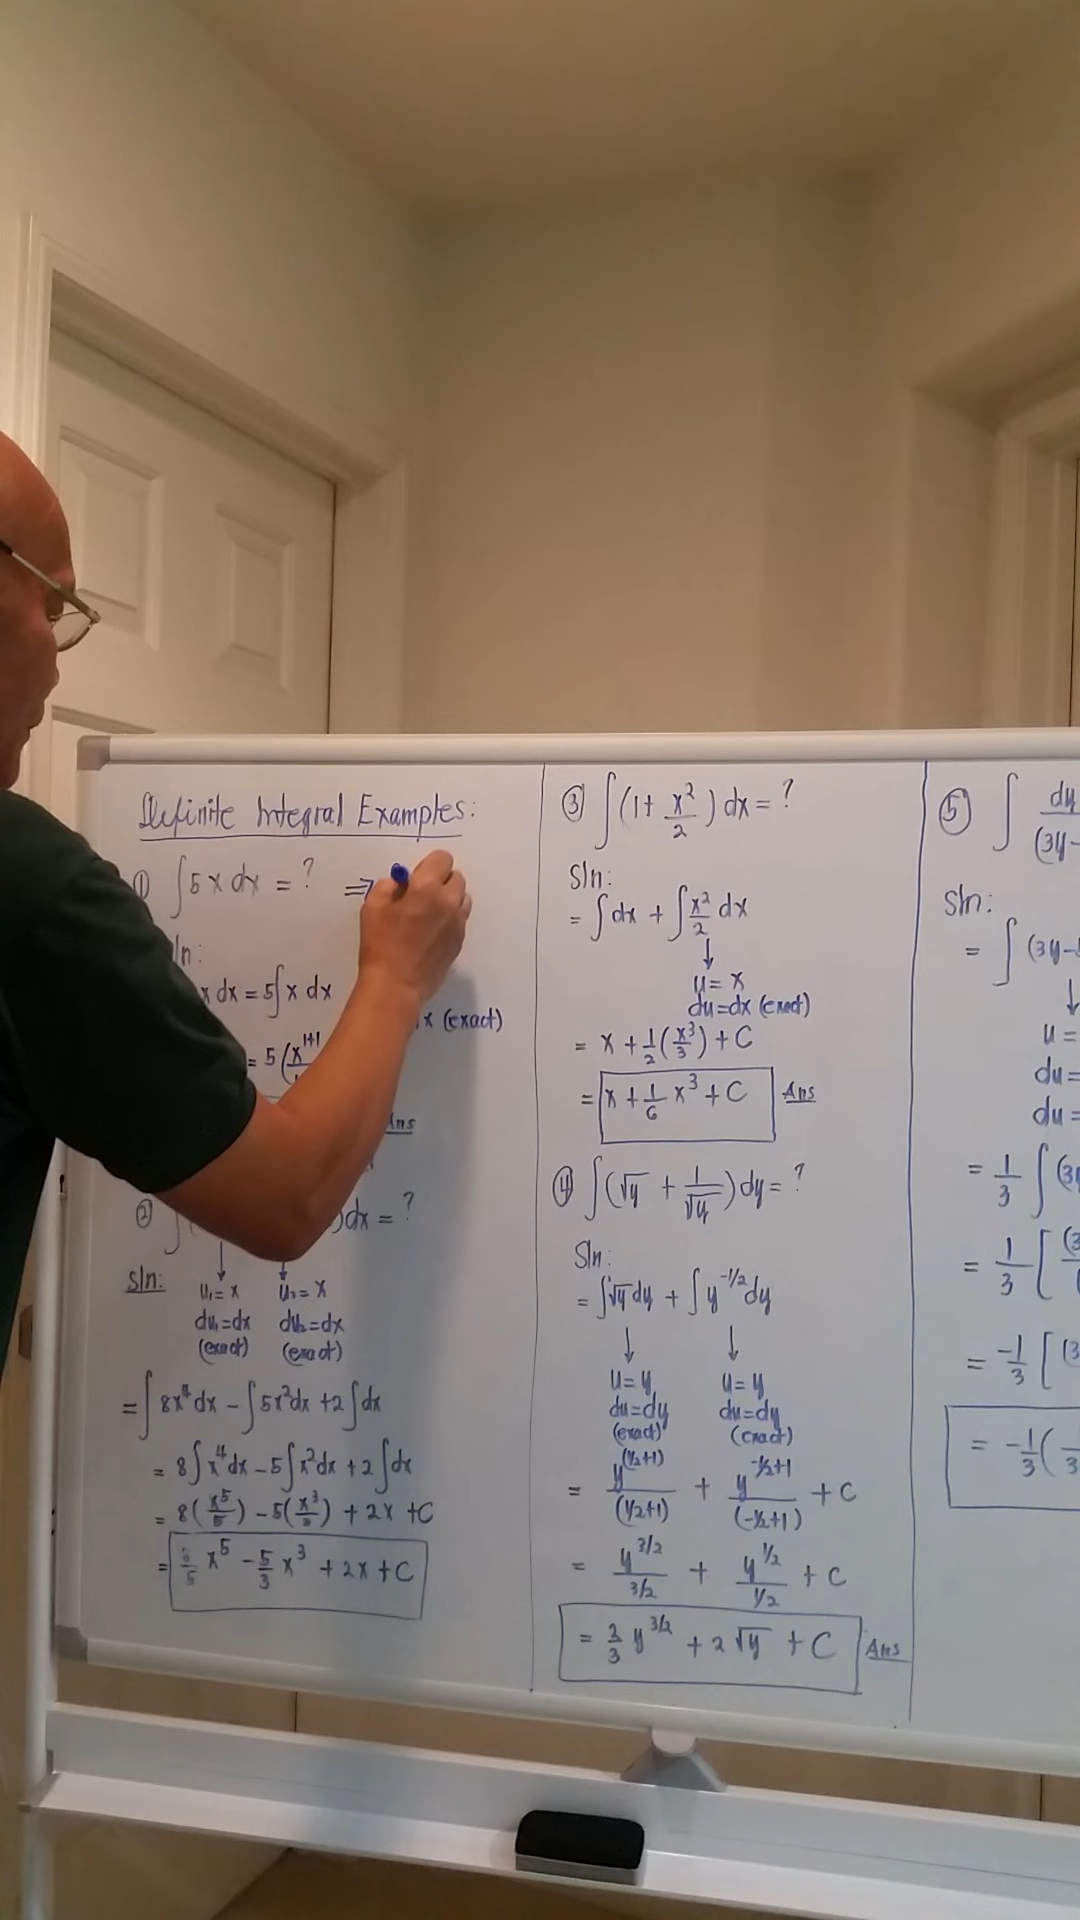 Definite Integral Examples:
① ∫5x dx = ? ⇒
ln:
x dx = 5∫x dx
x (exact)
= 5(x¹⁺¹
Ans
② ∫( )dx = ?
Sln:
u₁=x u₂=x
du₁=dx du₂=dx
(exact) (exact)
= ∫8x⁴dx - ∫5x²dx + 2∫dx
= 8∫x⁴dx - 5∫x²dx + 2∫dx
= 8(x⁵/5) - 5(x³/3) + 2x + C
= 8/5 x⁵ - 5/3 x³ + 2x + C
③ ∫(1 + x²/2)dx = ?
Sln:
= ∫dx + ∫x²/2 dx
↓
u = x
du = dx (exact)
= x + 1/2(x³/3) + C
= x + 1/6 x³ + C Ans
④ ∫(√y + 1/√y)dy = ?
Sln:
= ∫√y dy + ∫y^(-1/2) dy
↓ ↓
u=y u=y
du=dy du=dy
(exact) (exact)
= y^(1/2+1)/(1/2+1) + y^(-1/2+1)/(-1/2+1) + C
= y^(3/2)/(3/2) + y^(1/2)/(1/2) + C
= 2/3 y^(3/2) + 2√y + C Ans
⑤ ∫ dy/(3y-
Sln:
= ∫(3y-
↓
u =
du =
du =
= 1/3 ∫(3
= 1/3 [(3
= -1/3 [(3
= -1/3 (